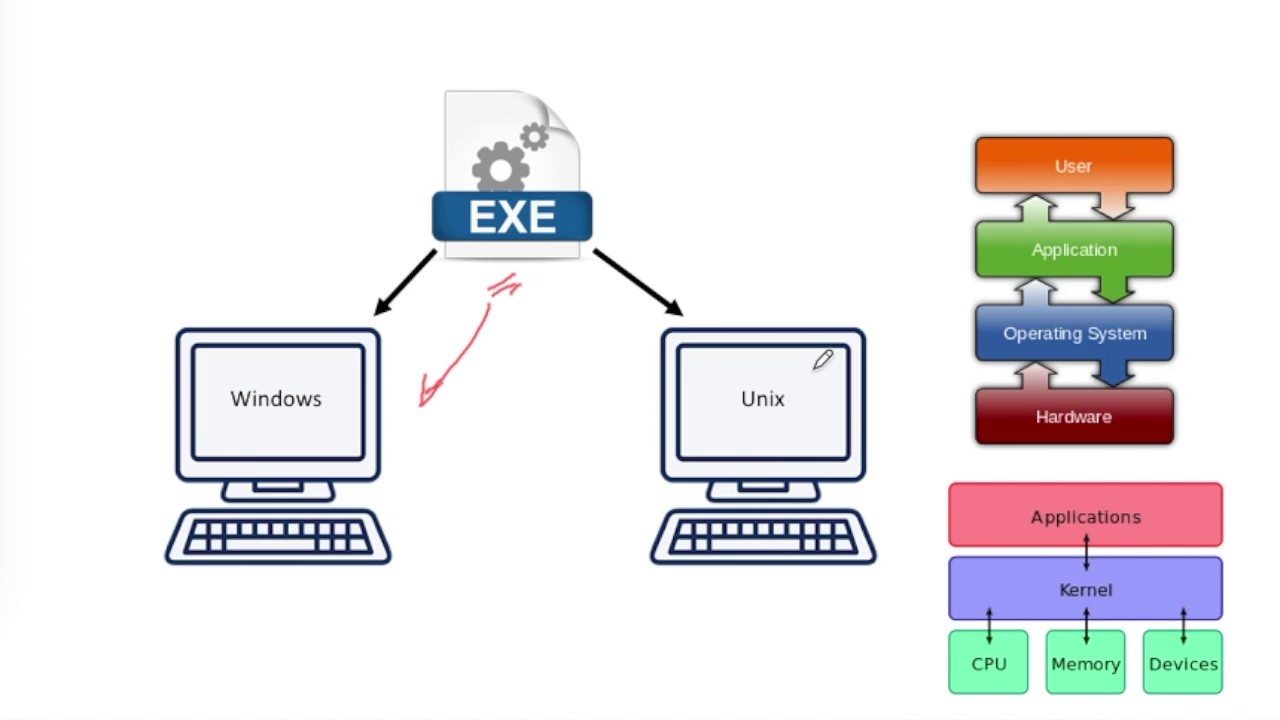 EXE
Windows
Unix
User
Application
Operating System
Hardware
Applications
Kernel
CPU
Memory
Devices